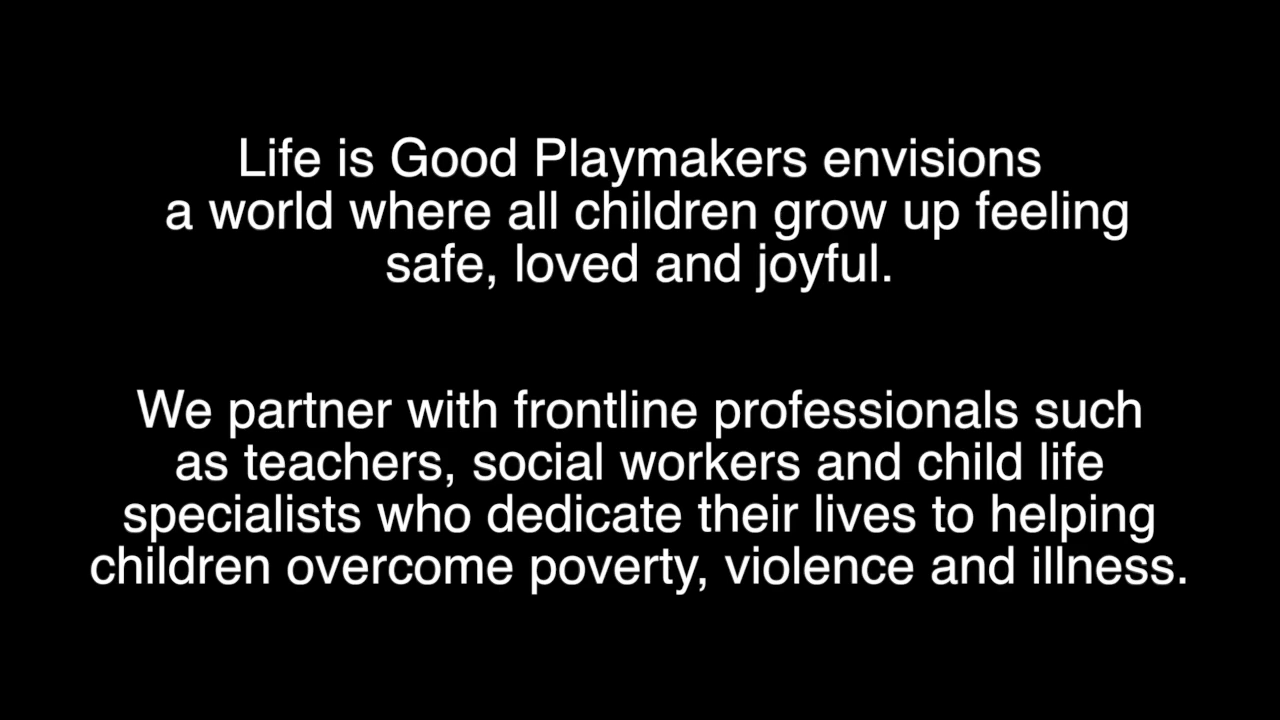 Life is Good Playmakers envisions
a world where all children grow up feeling
safe, loved and joyful.
We partner with frontline professionals such
as teachers, social workers and child life
specialists who dedicate their lives to helping
children overcome poverty, violence and illness.